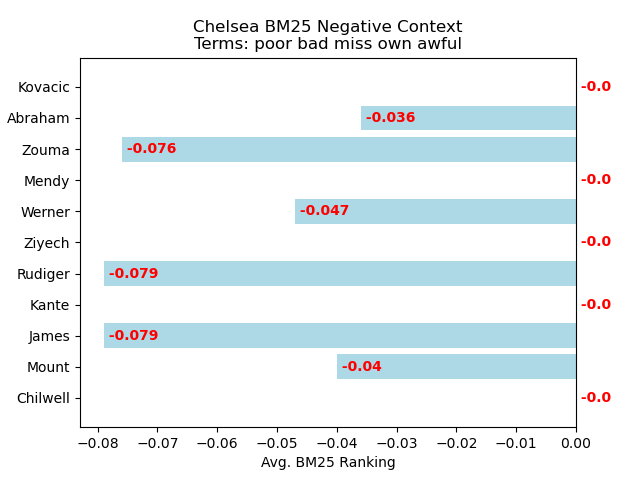 Chelsea BM25 Negative Context
Terms: poor bad miss own awful
Kovacic -0.0
Abraham -0.036
Zouma -0.076
Mendy -0.0
Werner -0.047
Ziyech -0.0
Rudiger -0.079
Kante -0.0
James -0.079
Mount -0.04
Chilwell -0.0
−0.08 −0.07 −0.06 −0.05 −0.04 −0.03 −0.02 −0.01 0.00
Avg. BM25 Ranking